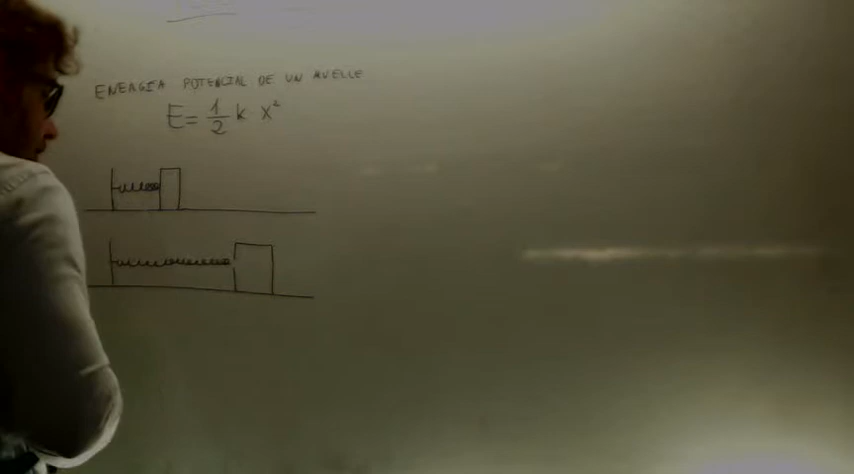 ENERGIA POTENCIAL DE UN MUELLE
E = 1/2 k x²